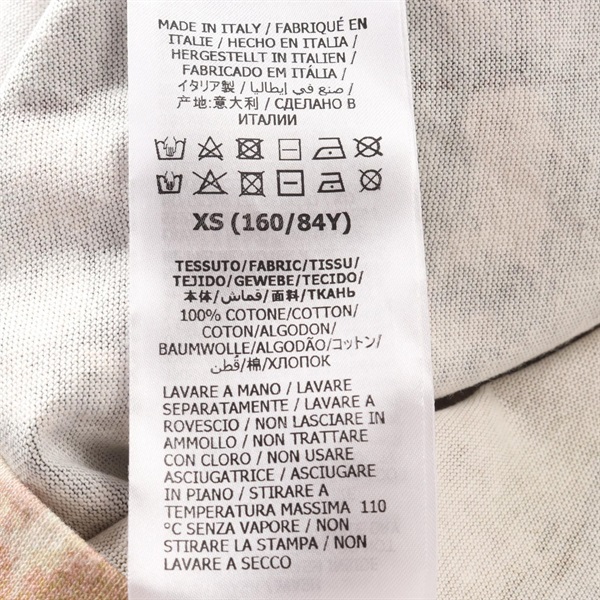 MADE IN ITALY / FABRIQUÉ EN
ITALIE / HECHO EN ITALIA /
HERGESTELLT IN ITALIEN /
FABRICADO EM ITÁLIA /
イタリア製 / صنع في إيطاليا /
产地:意大利 / СДЕЛАНО В
ИТАЛИИ
XS (160/84Y)
TESSUTO/FABRIC/TISSU/
TEJIDO/GEWEBE/TECIDO/
本体/قماش/面料/ТКАНЬ
100% COTONE/COTTON/
COTON/ALGODON/
BAUMWOLLE/ALGODÃO/コットン/
قطن/棉/ХЛОПОК
LAVARE A MANO / LAVARE
SEPARATAMENTE / LAVARE A
ROVESCIO / NON LASCIARE IN
AMMOLLO / NON TRATTARE
CON CLORO / NON USARE
ASCIUGATRICE / ASCIUGARE
IN PIANO / STIRARE A
TEMPERATURA MASSIMA 110
°C SENZA VAPORE / NON
STIRARE LA STAMPA / NON
LAVARE A SECCO